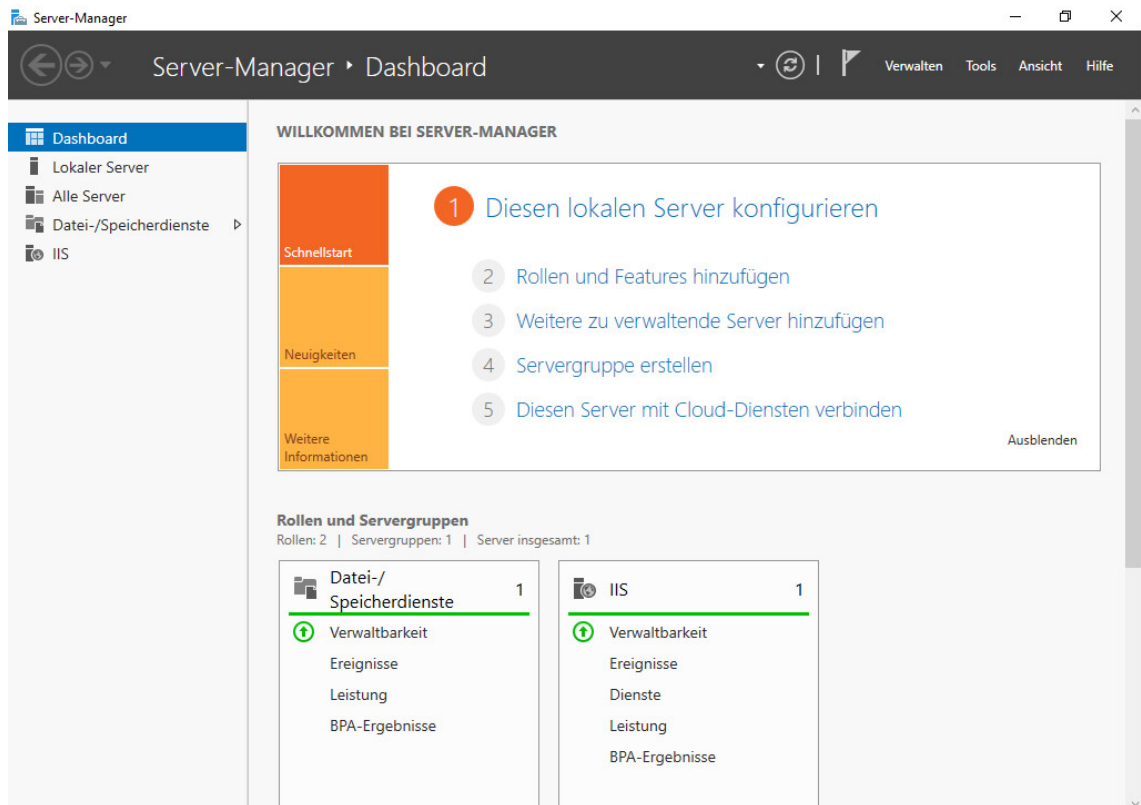 Server-Manager
Server-Manager ‣ Dashboard
Verwalten Tools Ansicht Hilfe
Dashboard
Lokaler Server
Alle Server
Datei-/Speicherdienste
IIS
WILLKOMMEN BEI SERVER-MANAGER
Schnellstart
Neuigkeiten
Weitere
Informationen
1 Diesen lokalen Server konfigurieren
2 Rollen und Features hinzufügen
3 Weitere zu verwaltende Server hinzufügen
4 Servergruppe erstellen
5 Diesen Server mit Cloud-Diensten verbinden
Ausblenden
Rollen und Servergruppen
Rollen: 2 | Servergruppen: 1 | Server insgesamt: 1
Datei-/
Speicherdienste 1
Verwaltbarkeit
Ereignisse
Leistung
BPA-Ergebnisse
IIS 1
Verwaltbarkeit
Ereignisse
Dienste
Leistung
BPA-Ergebnisse